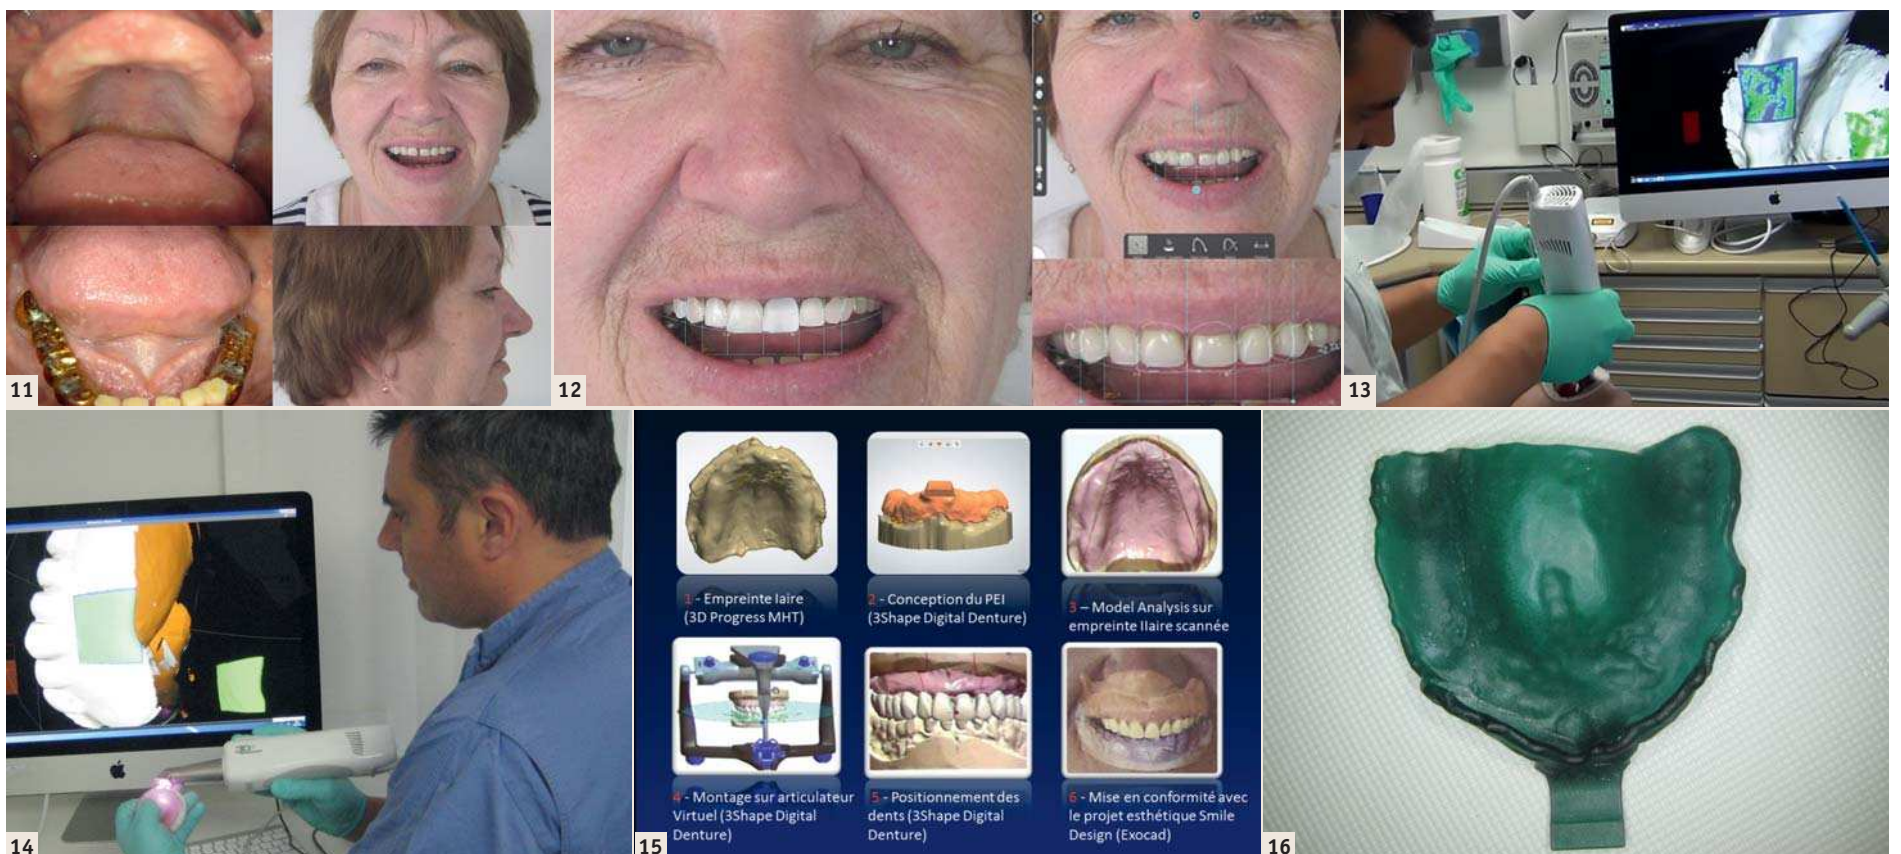 11
12
13
14
1 - Empreinte Iaire
(3D Progress MHT)
2 - Conception du PEI
(3Shape Digital Denture)
3 – Model Analysis sur
empreinte IIaire scannée
4 - Montage sur articulateur
Virtuel (3Shape Digital
Denture)
5 - Positionnement des
dents (3Shape Digital
Denture)
6 - Mise en conformité avec
le projet esthétique Smile
Design (Exocad)
15
16